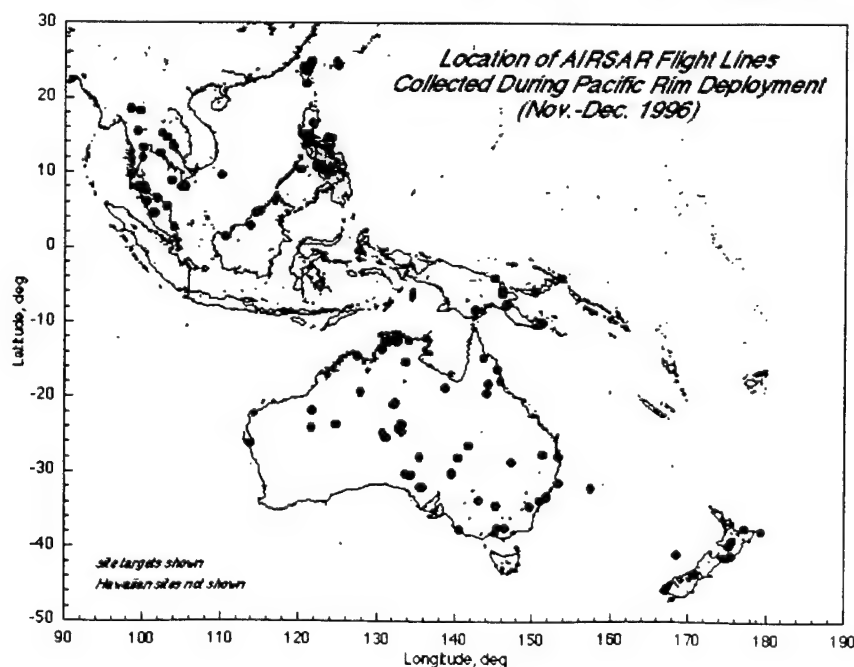 Location of AIRSAR Flight Lines
Collected During Pacific Rim Deployment
(Nov.-Dec. 1996)
30
20
10
0
-10
-20
-30
-40
-50
Latitude, deg
site targets shown
Hawaiian sites not shown
90 100 110 120 130 140 150 160 170 180 190
Longitude, deg